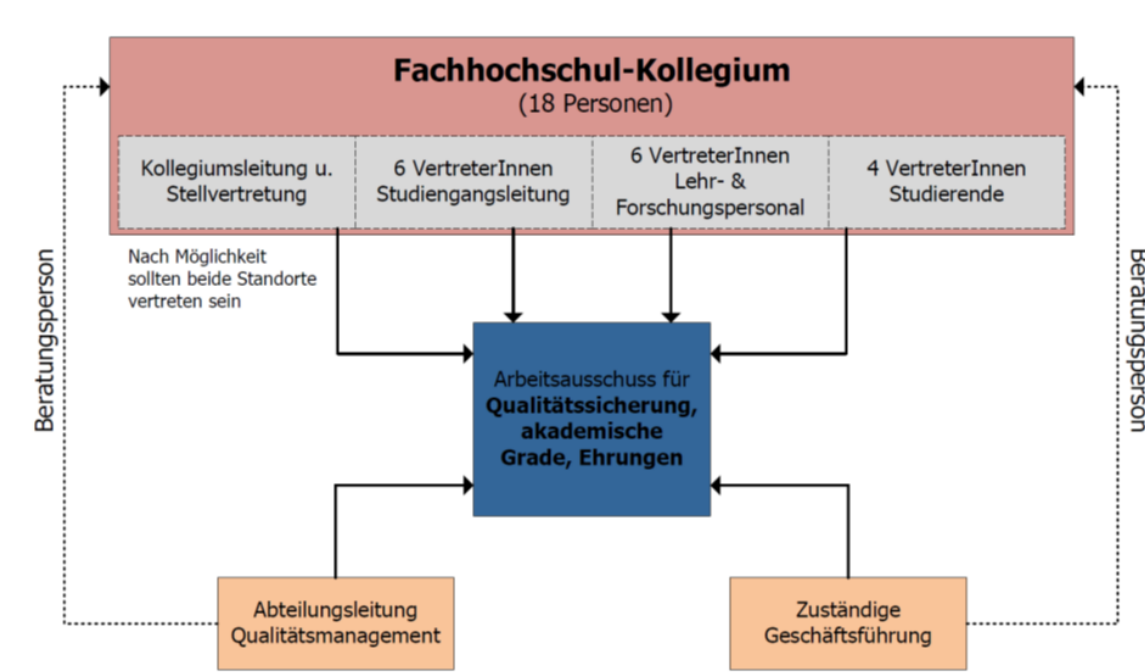 Fachhochschul-Kollegium
(18 Personen)
Kollegiumsleitung u.
Stellvertretung
6 VertreterInnen
Studiengangsleitung
6 VertreterInnen
Lehr- &
Forschungspersonal
4 VertreterInnen
Studierende
Nach Möglichkeit
sollten beide Standorte
vertreten sein
Beratungsperson
Beratungsperson
Arbeitsausschuss für
Qualitätssicherung,
akademische
Grade, Ehrungen
Abteilungsleitung
Qualitätsmanagement
Zuständige
Geschäftsführung